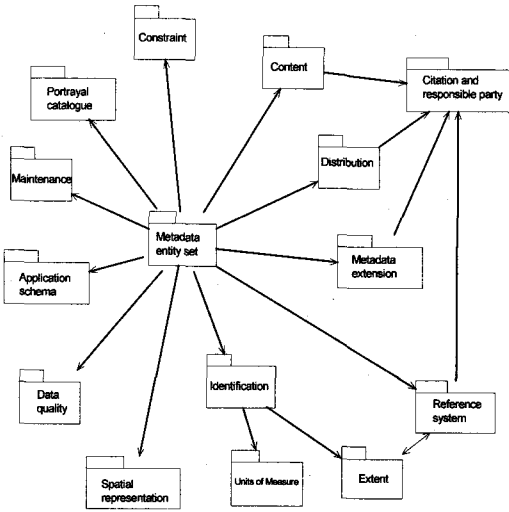 Constraint
Content
Citation and
responsible party
Portrayal
catalogue
Distribution
Maintenance
Metadata
entity set
Metadata
extension
Application
schema
Identification
Data
quality
Reference
system
Spatial
representation
Units of Measure
Extent